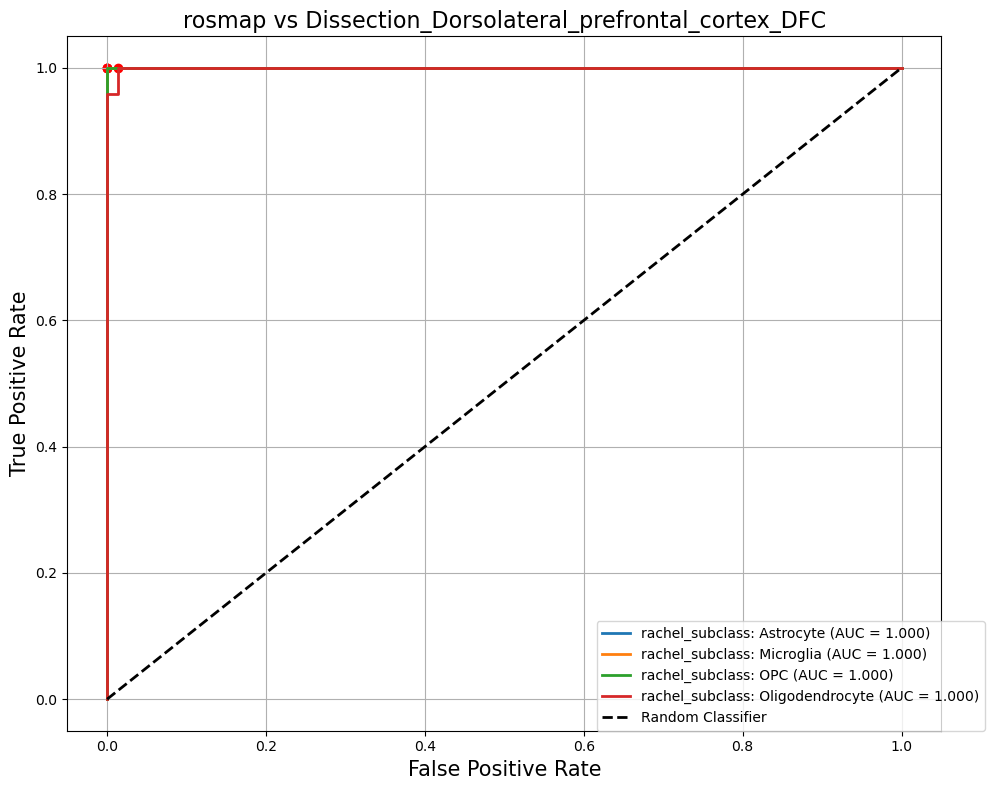 rosmap vs Dissection_Dorsolateral_prefrontal_cortex_DFC
True Positive Rate
1.0
0.8
0.6
0.4
0.2
0.0
rachel_subclass: Astrocyte (AUC = 1.000)
rachel_subclass: Microglia (AUC = 1.000)
rachel_subclass: OPC (AUC = 1.000)
rachel_subclass: Oligodendrocyte (AUC = 1.000)
Random Classifier
0.0 0.2 0.4 0.6 0.8 1.0
False Positive Rate